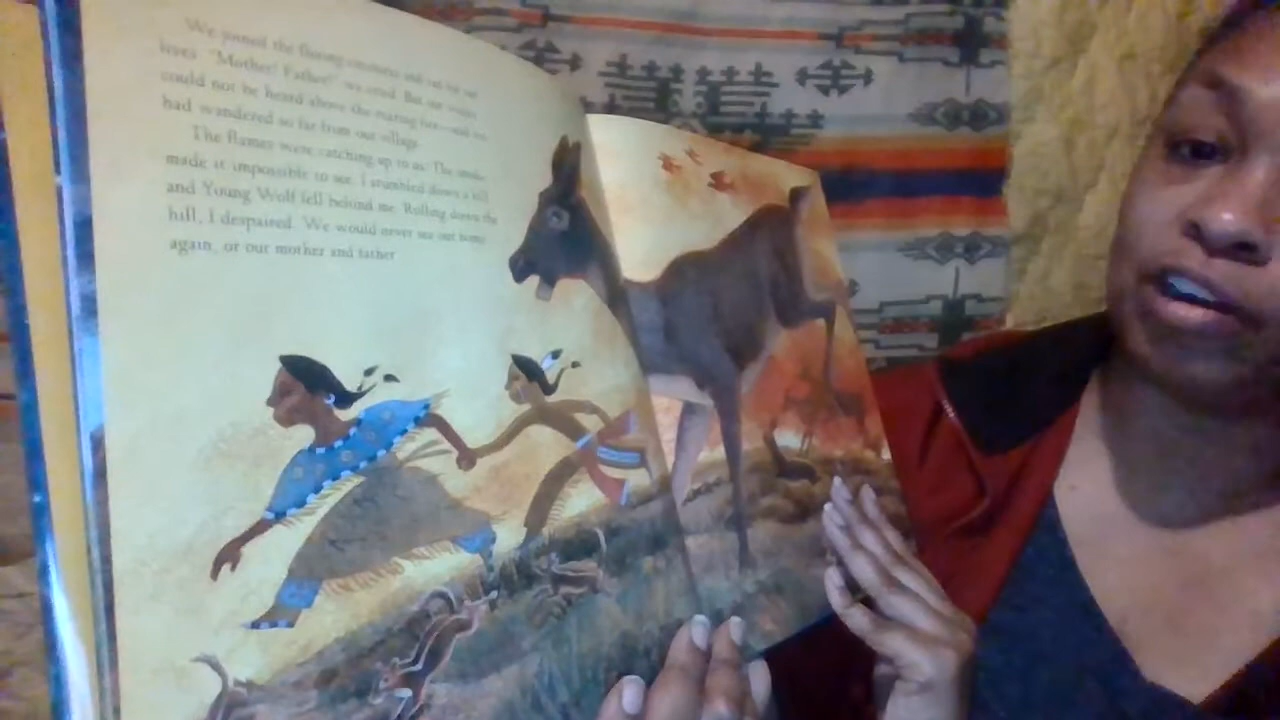 We joined the fleeing creatures and ran for our
lives. "Mother! Father!" we cried. But our voices
could not be heard above the roaring fire—and we
had wandered so far from our village.
The flames were catching up to us. The smoke
made it impossible to see. I stumbled down a hill
and Young Wolf fell behind me. Rolling down the
hill, I despaired. We would never see our home
again, or our mother and father